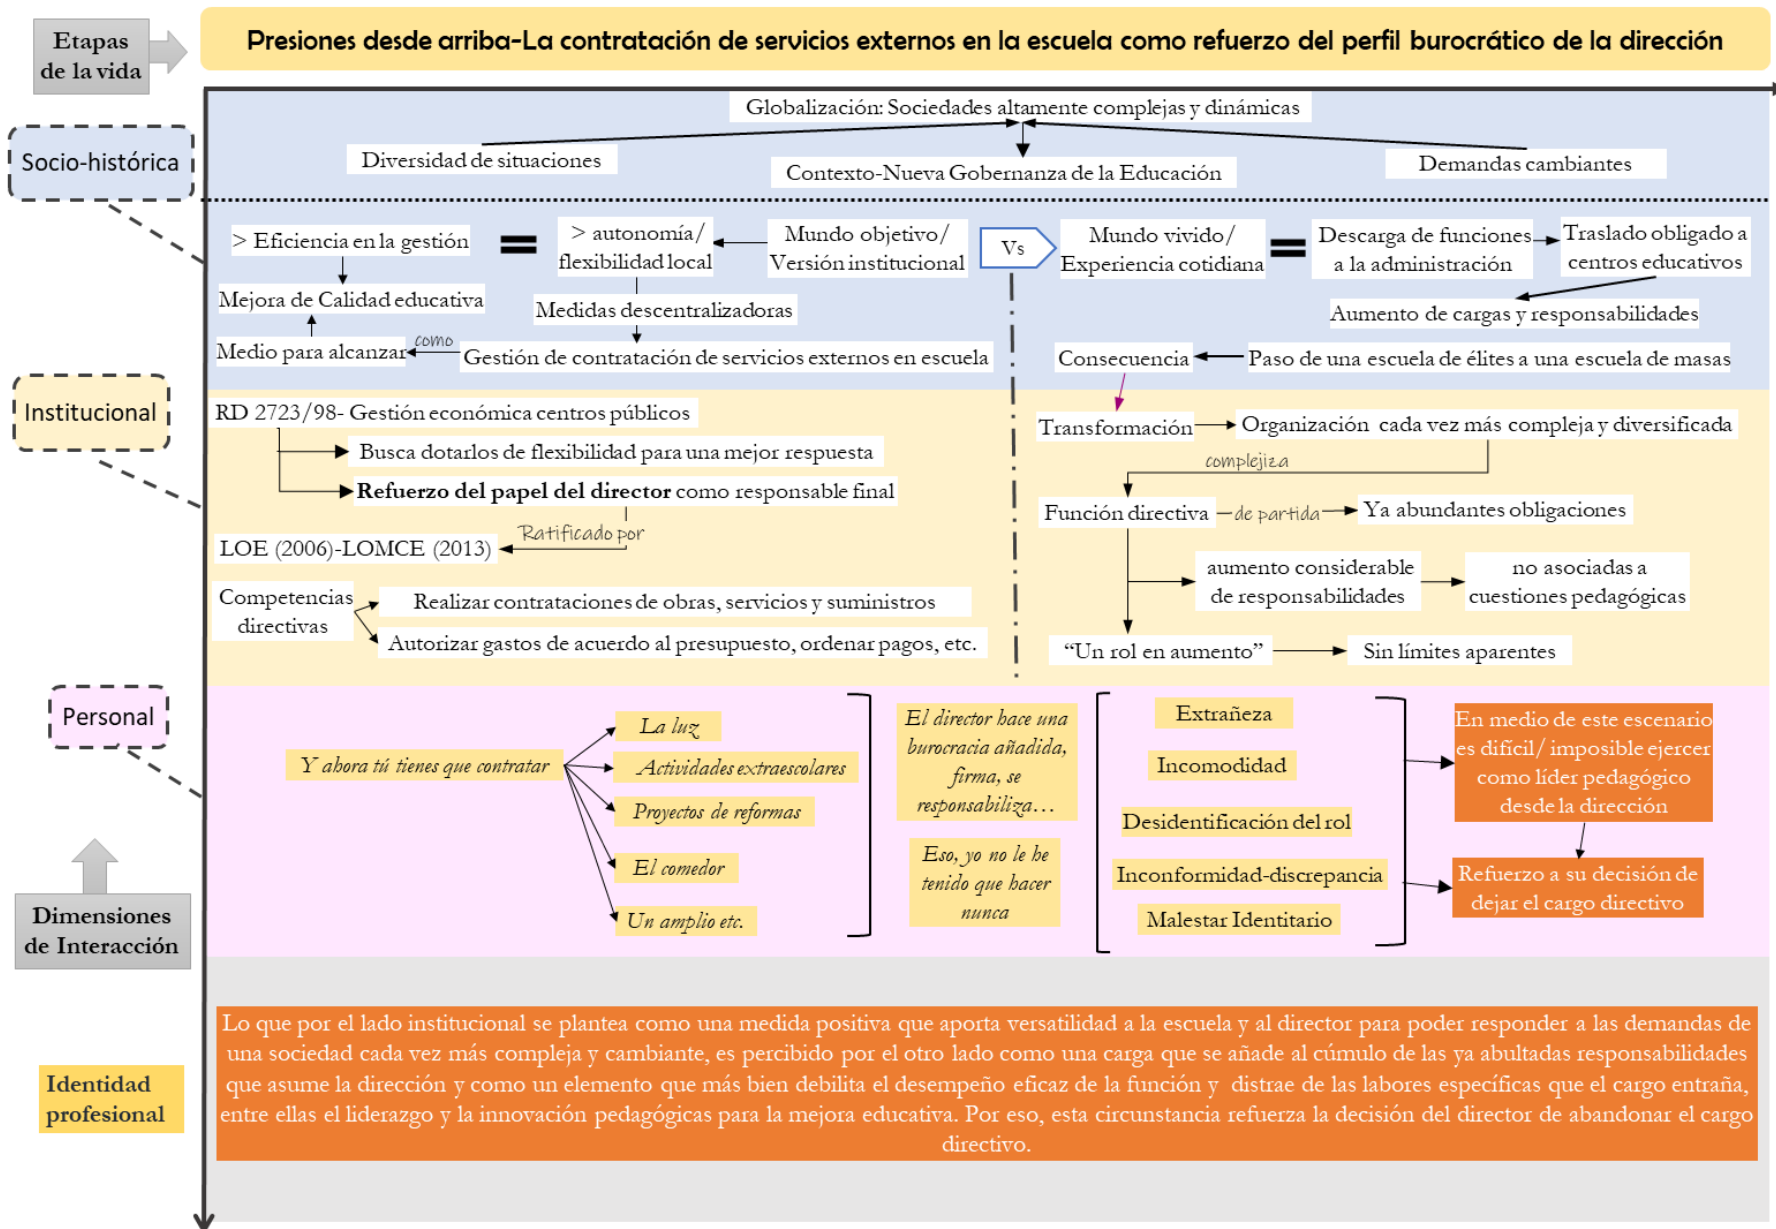 Etapas
de la vida
Presiones desde arriba-La contratación de servicios externos en la escuela como refuerzo del perfil burocrático de la dirección
Socio-histórica
Globalización: Sociedades altamente complejas y dinámicas
Diversidad de situaciones
Contexto-Nueva Gobernanza de la Educación
Demandas cambiantes
> Eficiencia en la gestión
=
> autonomía/
flexibilidad local
Mundo objetivo/
Versión institucional
Vs
Mundo vivido/
Experiencia cotidiana
=
Descarga de funciones
a la administración
Traslado obligado a
centros educativos
Mejora de Calidad educativa
Medidas descentralizadoras
Aumento de cargas y responsabilidades
Medio para alcanzar
como
Gestión de contratación de servicios externos en escuela
Consecuencia
Paso de una escuela de élites a una escuela de masas
Institucional
RD 2723/98- Gestión económica centros públicos
Busca dotarlos de flexibilidad para una mejor respuesta
Refuerzo del papel del director como responsable final
Ratificado por
LOE (2006)-LOMCE (2013)
Competencias
directivas
Realizar contrataciones de obras, servicios y suministros
Autorizar gastos de acuerdo al presupuesto, ordenar pagos, etc.
Transformación
Organización cada vez más compleja y diversificada
complejiza
Función directiva
de partida
Ya abundantes obligaciones
aumento considerable
de responsabilidades
no asociadas a
cuestiones pedagógicas
“Un rol en aumento”
Sin límites aparentes
Personal
Y ahora tú tienes que contratar
La luz
Actividades extraescolares
Proyectos de reformas
El comedor
Un amplio etc.
El director hace una
burocracia añadida,
firma, se
responsabiliza…
Eso, yo no le he
tenido que hacer
nunca
Extrañeza
Incomodidad
Desidentificación del rol
Inconformidad-discrepancia
Malestar Identitario
En medio de este escenario
es difícil/ imposible ejercer
como líder pedagógico
desde la dirección
Refuerzo a su decisión de
dejar el cargo directivo
Dimensiones
de Interacción
Identidad
profesional
Lo que por el lado institucional se plantea como una medida positiva que aporta versatilidad a la escuela y al director para poder responder a las demandas de
una sociedad cada vez más compleja y cambiante, es percibido por el otro lado como una carga que se añade al cúmulo de las ya abultadas responsabilidades
que asume la dirección y como un elemento que más bien debilita el desempeño eficaz de la función y distrae de las labores específicas que el cargo entraña,
entre ellas el liderazgo y la innovación pedagógicas para la mejora educativa. Por eso, esta circunstancia refuerza la decisión del director de abandonar el cargo
directivo.